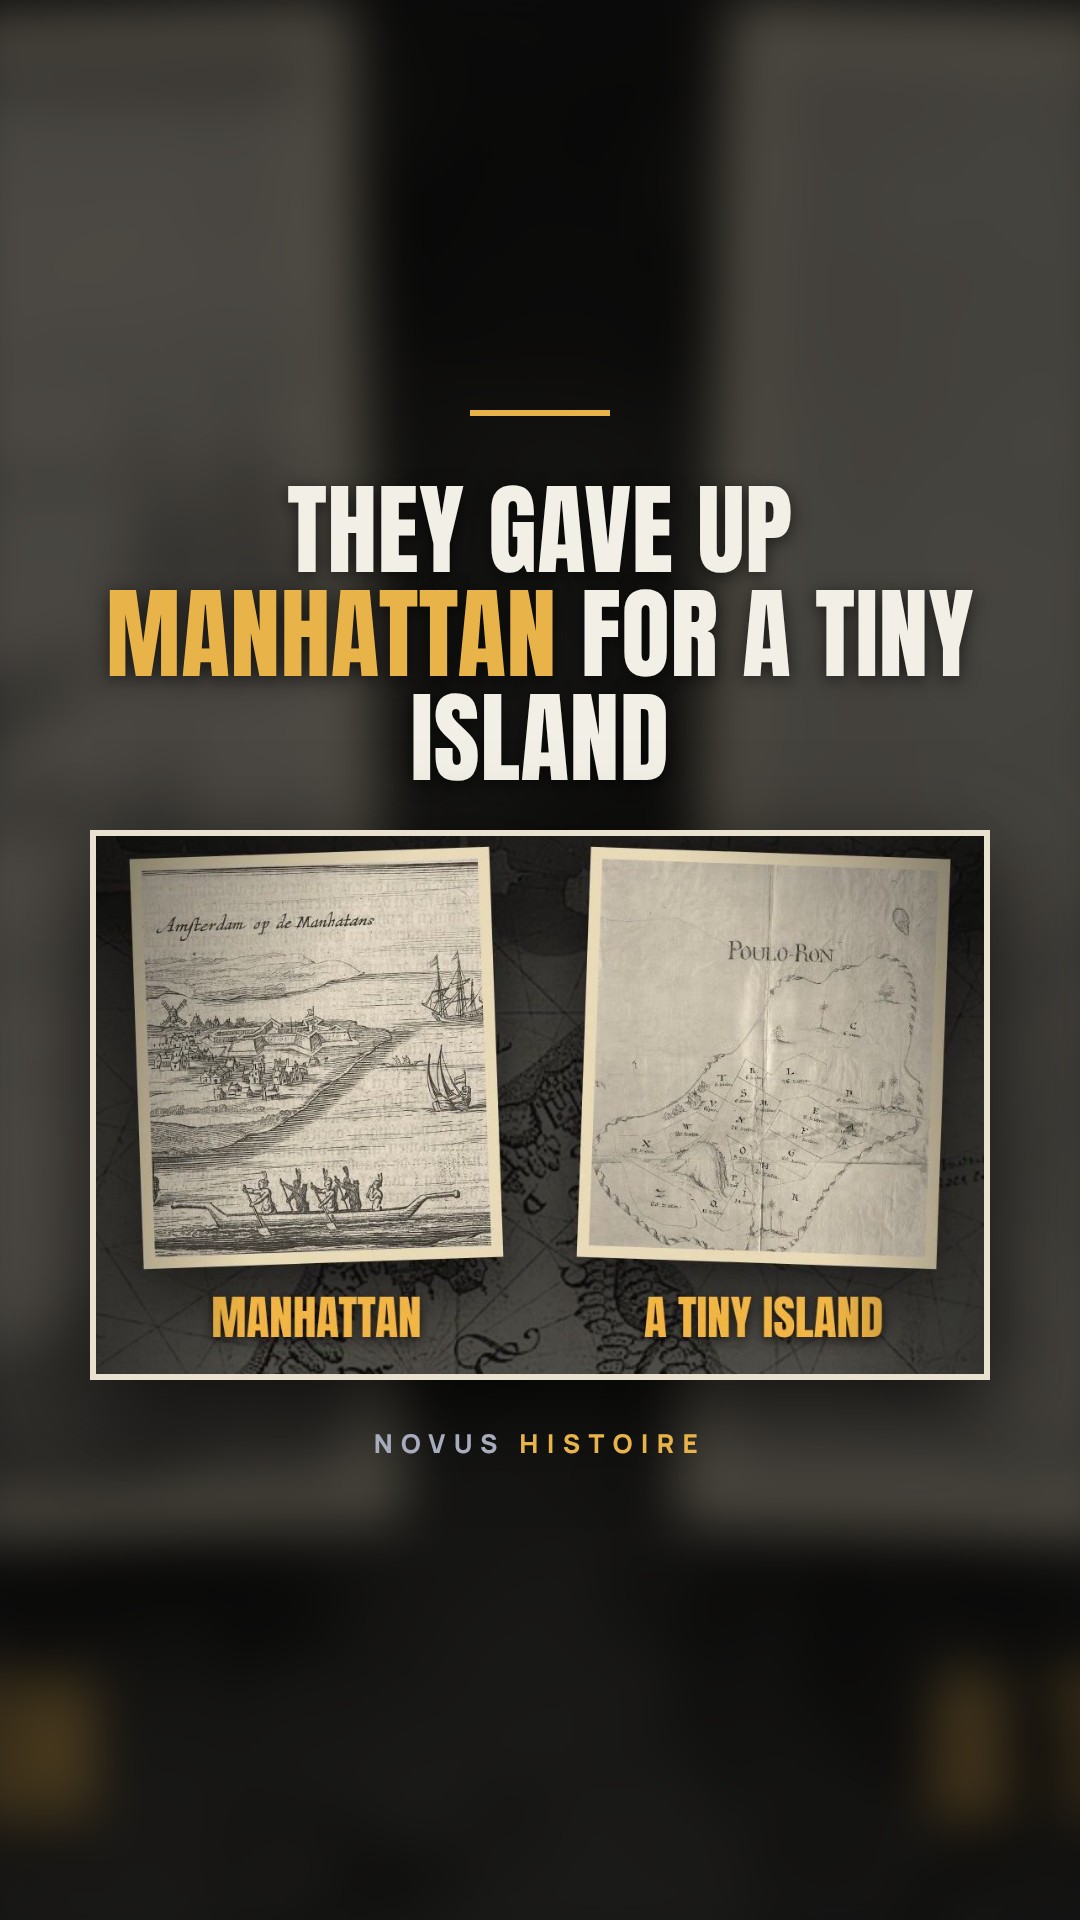 THEY GAVE UP
MANHATTAN FOR A TINY
ISLAND
Amsterdam op de Manhatans
POULO-RON
MANHATTAN
A TINY ISLAND
NOVUS HISTOIRE